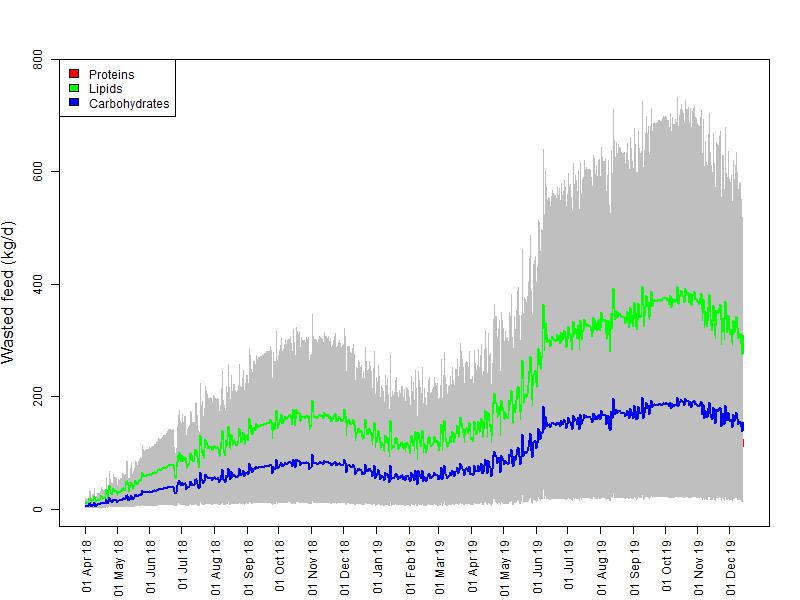 800
Proteins
Lipids
Carbohydrates
600
400
200
0
Wasted feed (kg/d)
01 Apr 18
01 May 18
01 Jun 18
01 Jul 18
01 Aug 18
01 Sep 18
01 Oct 18
01 Nov 18
01 Dec 18
01 Jan 19
01 Feb 19
01 Mar 19
01 Apr 19
01 May 19
01 Jun 19
01 Jul 19
01 Aug 19
01 Sep 19
01 Oct 19
01 Nov 19
01 Dec 19